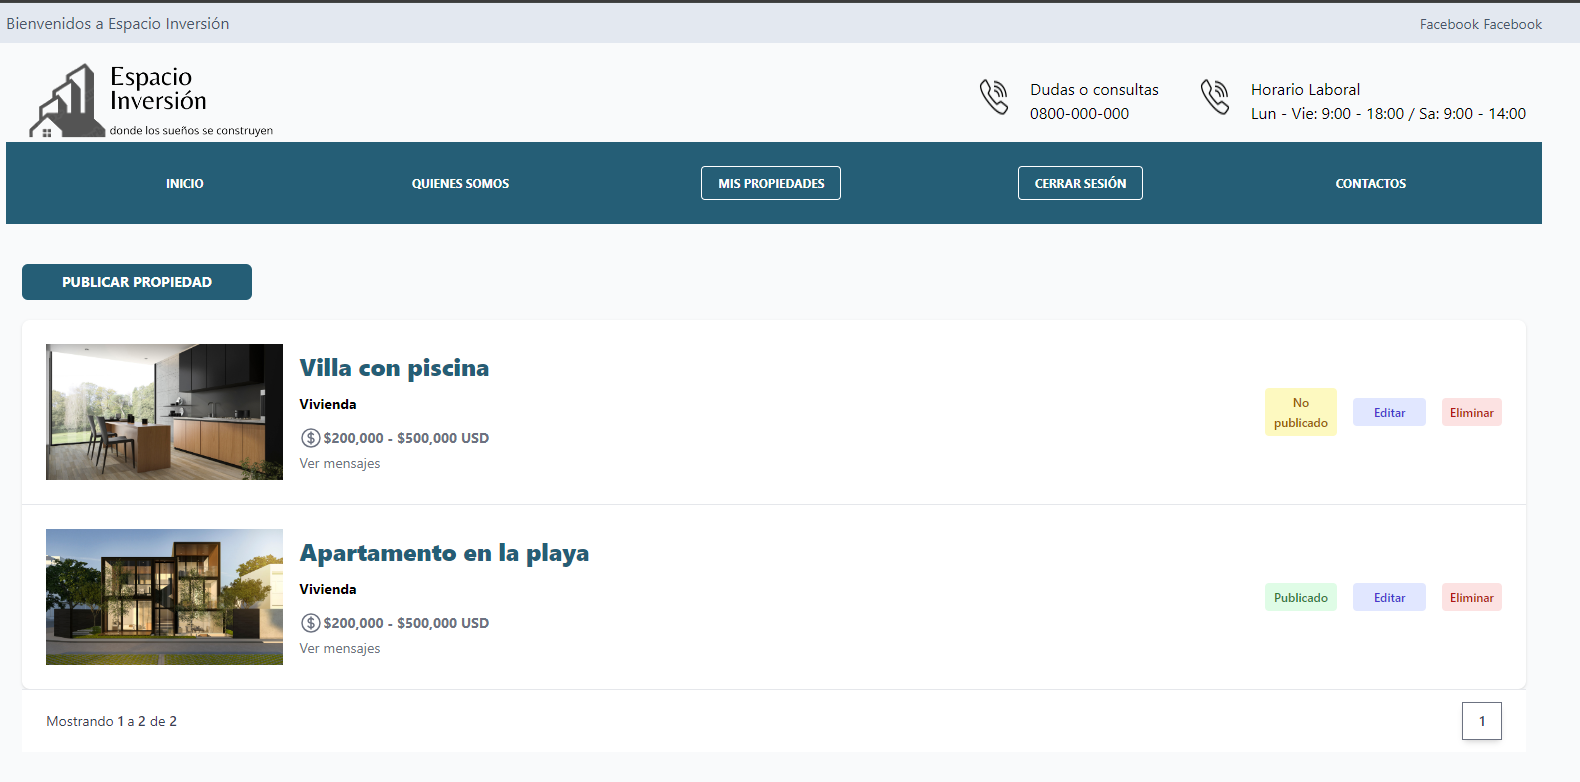 Bienvenidos a Espacio Inversión
Facebook Facebook
Espacio
Inversión
donde los sueños se construyen
Dudas o consultas
0800-000-000
Horario Laboral
Lun - Vie: 9:00 - 18:00 / Sa: 9:00 - 14:00
INICIO
QUIENES SOMOS
MIS PROPIEDADES
CERRAR SESIÓN
CONTACTOS
PUBLICAR PROPIEDAD
Villa con piscina
Vivienda
$200,000 - $500,000 USD
Ver mensajes
No
publicado
Editar
Eliminar
Apartamento en la playa
Vivienda
$200,000 - $500,000 USD
Ver mensajes
Publicado
Editar
Eliminar
Mostrando 1 a 2 de 2
1